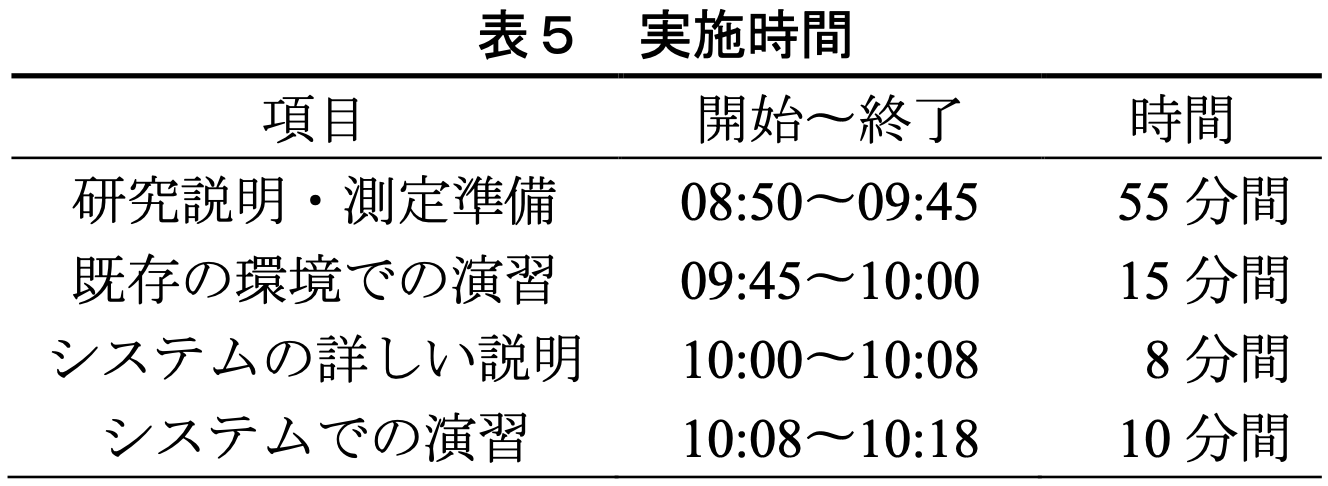 表５　実施時間
項目 開始～終了 時間
研究説明・測定準備 08:50～09:45 55 分間
既存の環境での演習 09:45～10:00 15 分間
システムの詳しい説明 10:00～10:08 8 分間
システムでの演習 10:08～10:18 10 分間